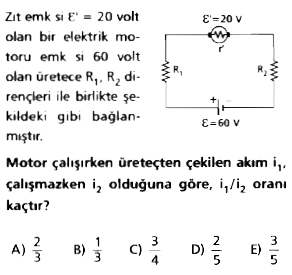 Zıt emk si ε' = 20 volt
olan bir elektrik mo-
toru emk si 60 volt
olan üretece R₁, R₂ di-
rençleri ile birlikte şe-
kildeki gibi bağlan-
mıştır.
ε'=20 V
M
r'
R₁
R₂
+ -
ε=60 V
Motor çalışırken üreteçten çekilen akım i₁,
çalışmazken i₂ olduğuna göre, i₁/i₂ oranı
kaçtır?
A) 2/3 B) 1/3 C) 3/4 D) 2/5 E) 3/5